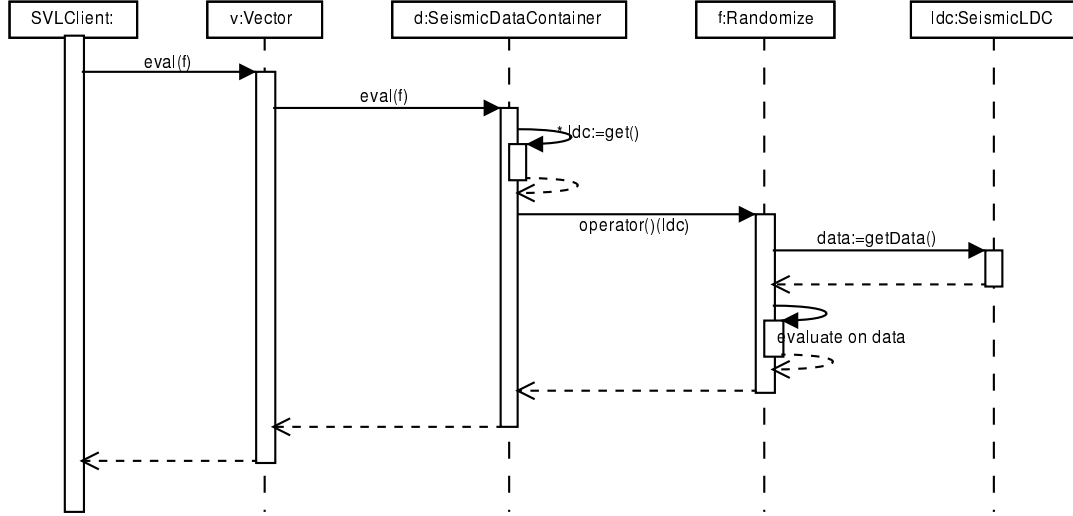 SVLClient:
v:Vector
d:SeismicDataContainer
f:Randomize
ldc:SeismicLDC
eval(f)
eval(f)
* ldc:=get()
operator()(ldc)
data:=getData()
evaluate on data